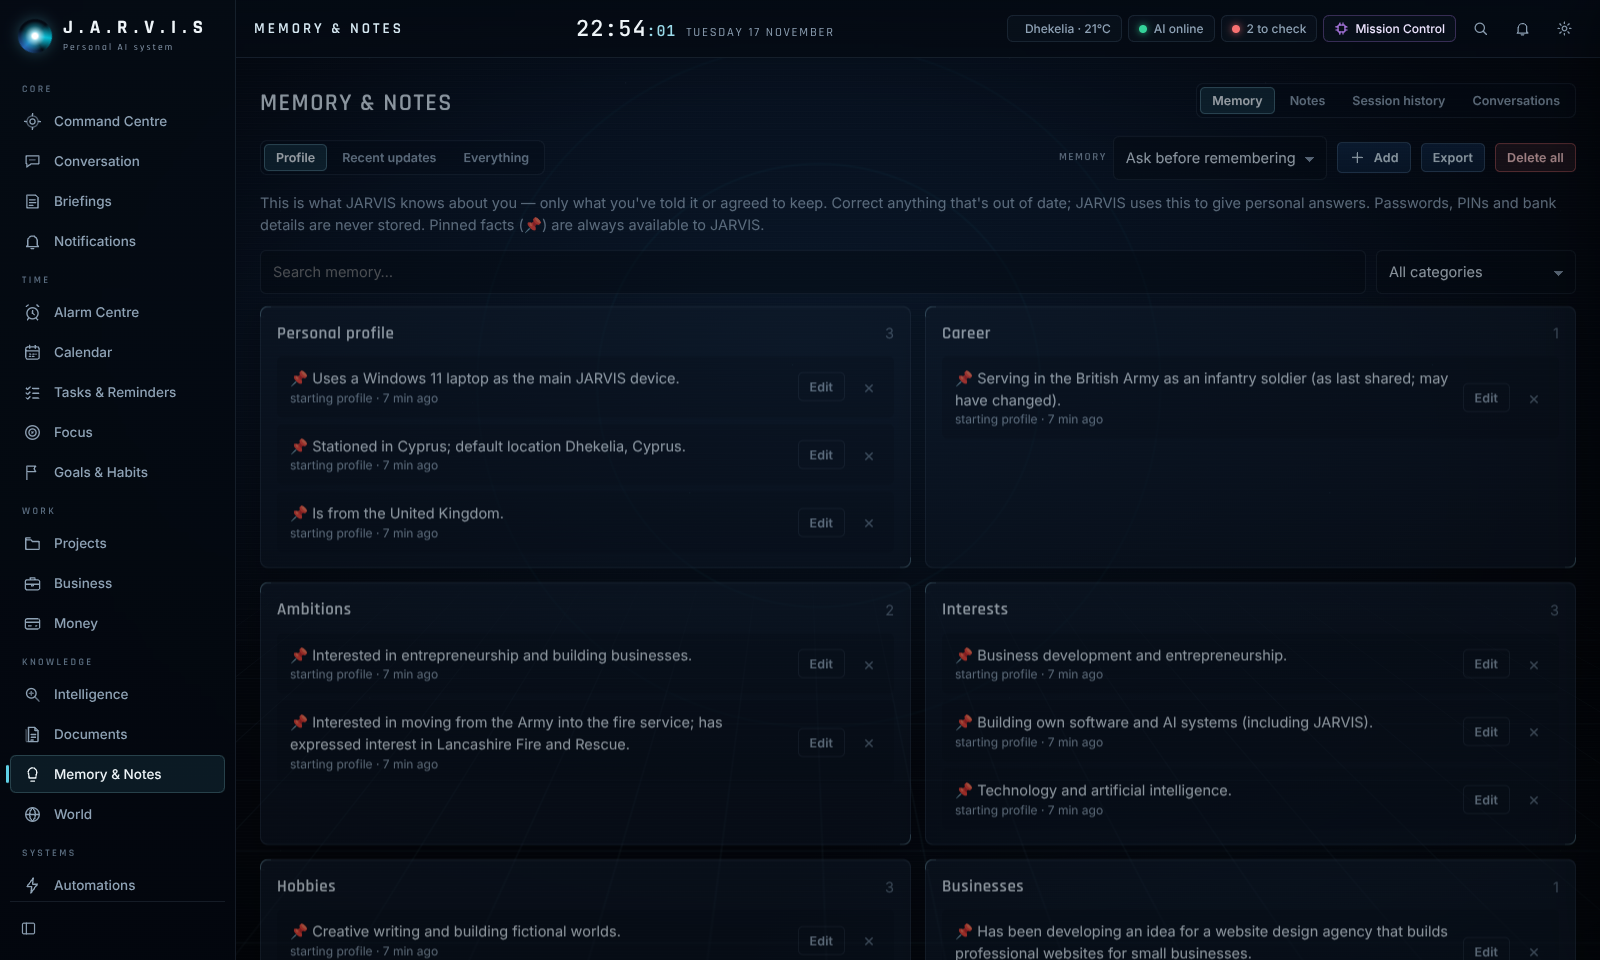 J.A.R.V.I.S
Personal AI system
MEMORY & NOTES
22:54:01 TUESDAY 17 NOVEMBER
Dhekelia · 21°C
AI online
2 to check
Mission Control
CORE
Command Centre
Conversation
Briefings
Notifications
TIME
Alarm Centre
Calendar
Tasks & Reminders
Focus
Goals & Habits
WORK
Projects
Business
Money
KNOWLEDGE
Intelligence
Documents
Memory & Notes
World
SYSTEMS
Automations
MEMORY & NOTES
Memory Notes Session history Conversations
Profile Recent updates Everything
MEMORY Ask before remembering + Add Export Delete all
This is what JARVIS knows about you — only what you've told it or agreed to keep. Correct anything that's out of date; JARVIS uses this to give personal answers. Passwords, PINs and bank
details are never stored. Pinned facts (📌) are always available to JARVIS.
Search memory...
All categories
Personal profile 3
📌 Uses a Windows 11 laptop as the main JARVIS device.
starting profile · 7 min ago
Edit ×
📌 Stationed in Cyprus; default location Dhekelia, Cyprus.
starting profile · 7 min ago
Edit ×
📌 Is from the United Kingdom.
starting profile · 7 min ago
Edit ×
Career 1
📌 Serving in the British Army as an infantry soldier (as last shared; may
have changed).
starting profile · 7 min ago
Edit ×
Ambitions 2
📌 Interested in entrepreneurship and building businesses.
starting profile · 7 min ago
Edit ×
📌 Interested in moving from the Army into the fire service; has
expressed interest in Lancashire Fire and Rescue.
starting profile · 7 min ago
Edit ×
Interests 3
📌 Business development and entrepreneurship.
starting profile · 7 min ago
Edit ×
📌 Building own software and AI systems (including JARVIS).
starting profile · 7 min ago
Edit ×
📌 Technology and artificial intelligence.
starting profile · 7 min ago
Edit ×
Hobbies 3
📌 Creative writing and building fictional worlds.
starting profile · 7 min ago
Edit ×
Businesses 1
📌 Has been developing an idea for a website design agency that builds
professional websites for small businesses.
Edit ×